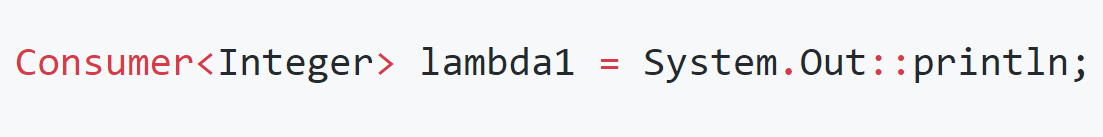 Consumer<Integer> lambda1 = System.Out::println;